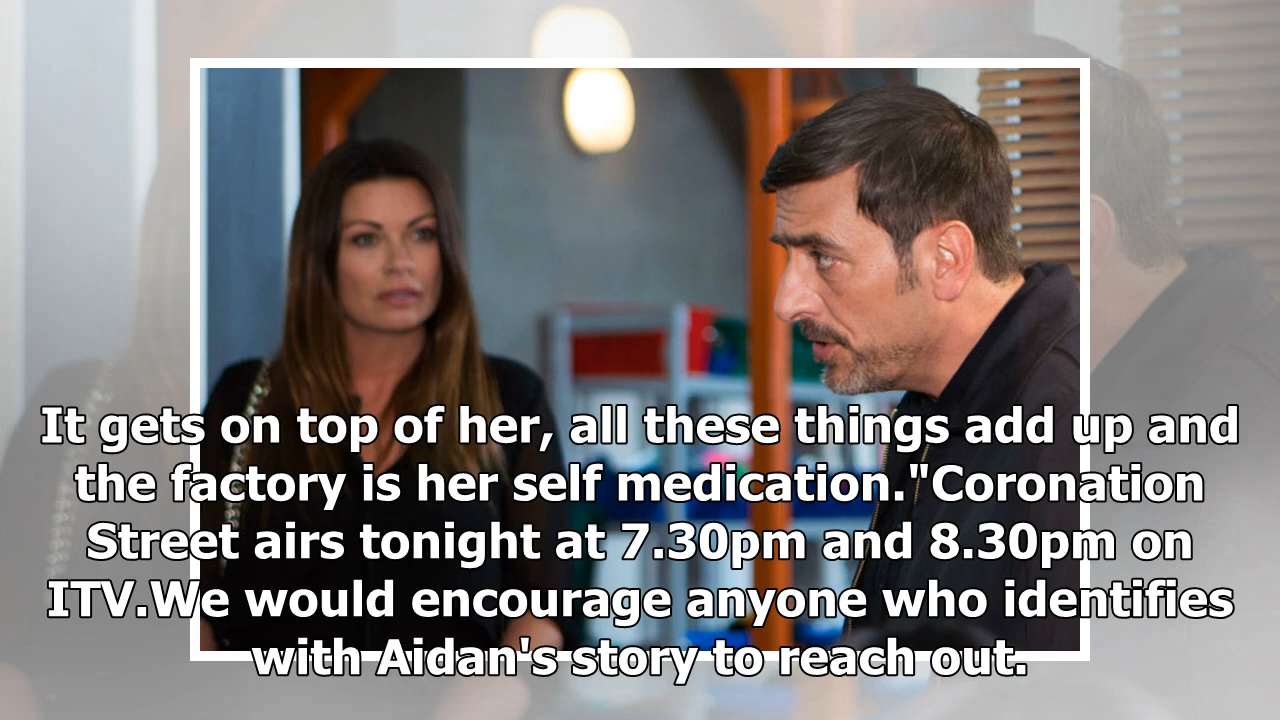 It gets on top of her, all these things add up and
the factory is her self medication."Coronation
Street airs tonight at 7.30pm and 8.30pm on
ITV.We would encourage anyone who identifies
with Aidan's story to reach out.